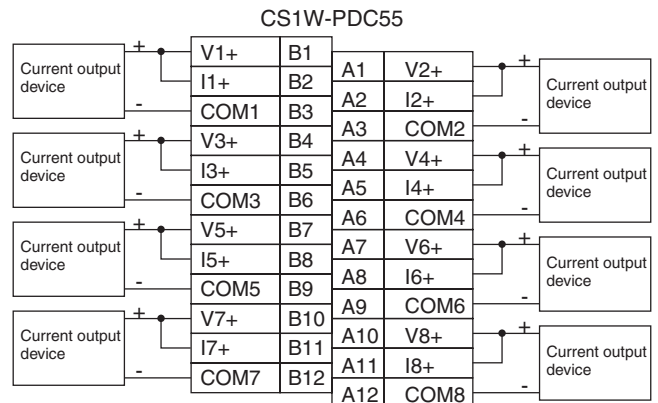 CS1W-PDC55
Current output
device
+
-
V1+ B1
I1+ B2
COM1 B3
Current output
device
+
-
V3+ B4
I3+ B5
COM3 B6
Current output
device
+
-
V5+ B7
I5+ B8
COM5 B9
Current output
device
+
-
V7+ B10
I7+ B11
COM7 B12
A1 V2+
A2 I2+
A3 COM2
+
-
Current output
device
A4 V4+
A5 I4+
A6 COM4
+
-
Current output
device
A7 V6+
A8 I6+
A9 COM6
+
-
Current output
device
A10 V8+
A11 I8+
A12 COM8
+
-
Current output
device